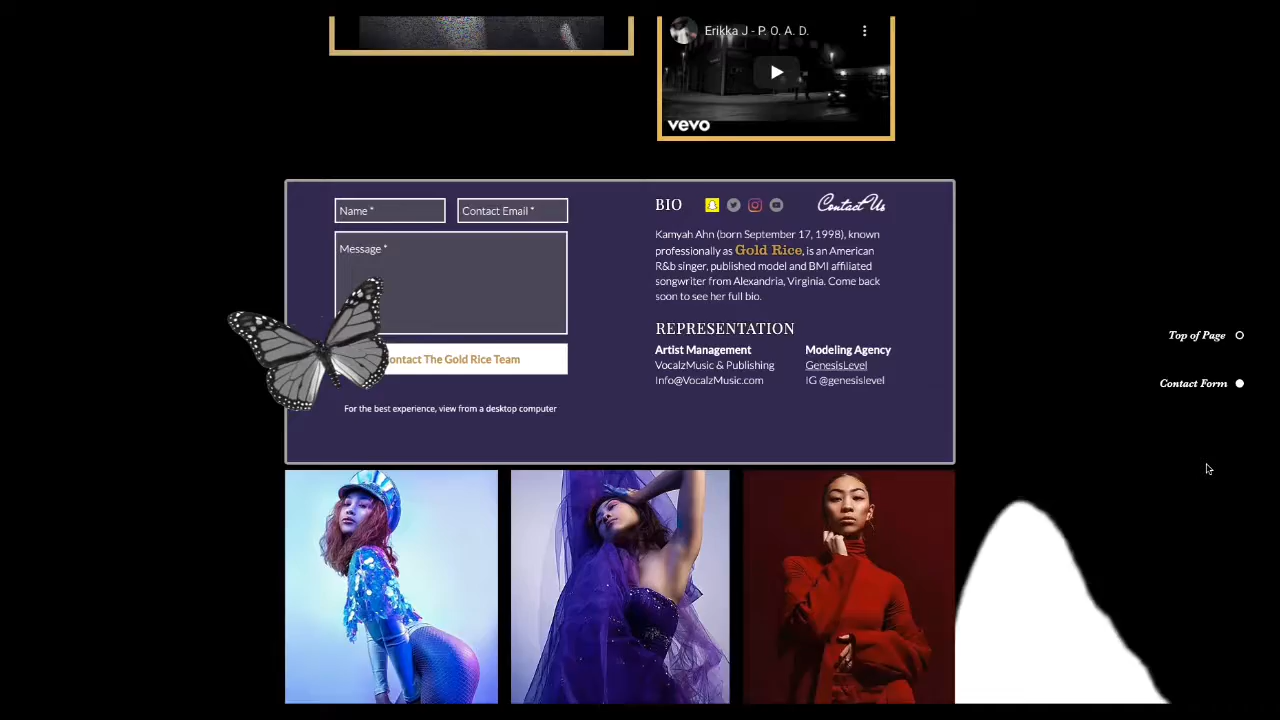 Erikka J - P. O. A. D.
vevo
Name *
Contact Email *
Message *
ontact The Gold Rice Team
For the best experience, view from a desktop computer
BIO
Contact Us
Kamyah Ahn (born September 17, 1998), known
professionally as Gold Rice, is an American
R&b singer, published model and BMI affiliated
songwriter from Alexandria, Virginia. Come back
soon to see her full bio.
REPRESENTATION
Artist Management
VocalzMusic & Publishing
Info@VocalzMusic.com
Modeling Agency
GenesisLevel
IG @genesislevel
Top of Page
Contact Form